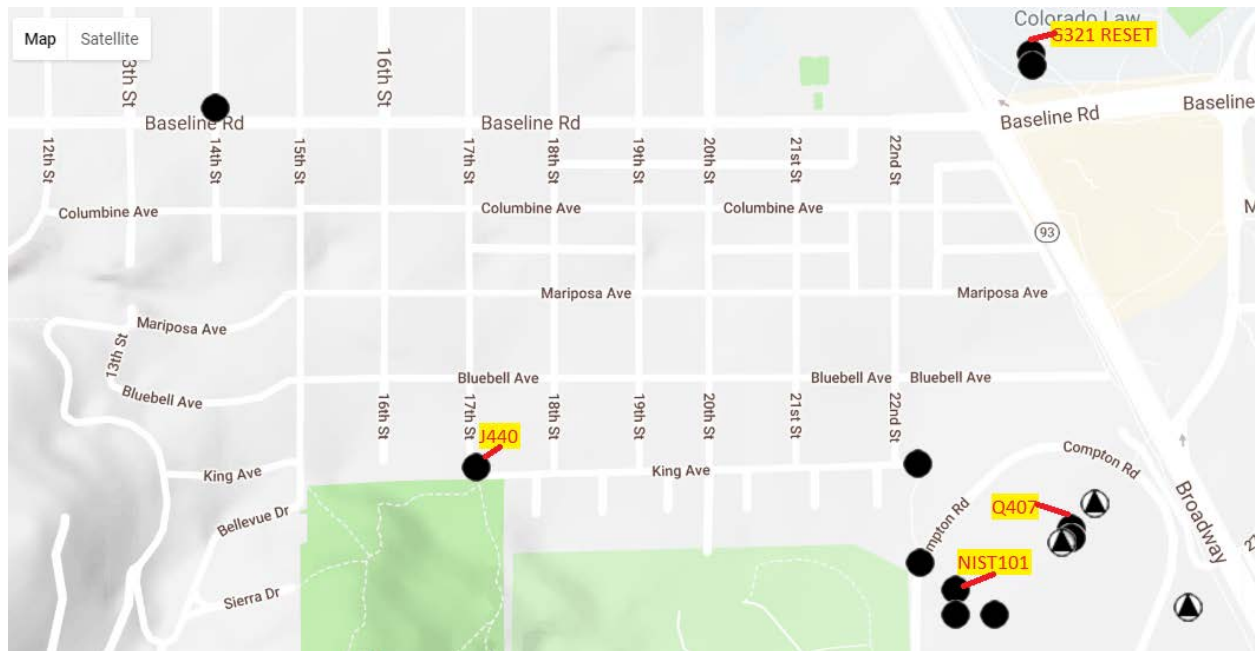 Map Satellite
Colorado Law
G321 RESET
3th St
16th St
Baseline Rd
Baseline Rd
Baseline Rd
Baseline
12th St
14th St
15th St
17th St
18th St
19th St
20th St
21st St
22nd St
Columbine Ave
Columbine Ave
Columbine Ave
M
93
Mariposa Ave
Mariposa Ave
Mariposa Ave
13th St
Bluebell Ave
Bluebell Ave
Bluebell Ave
Bluebell Ave
16th St
17th St
18th St
19th St
20th St
21st St
22nd St
J440
King Ave
King Ave
Compton Rd
Bellevue Dr
Q407
mpton Rd
Broadway
NIST101
Sierra Dr